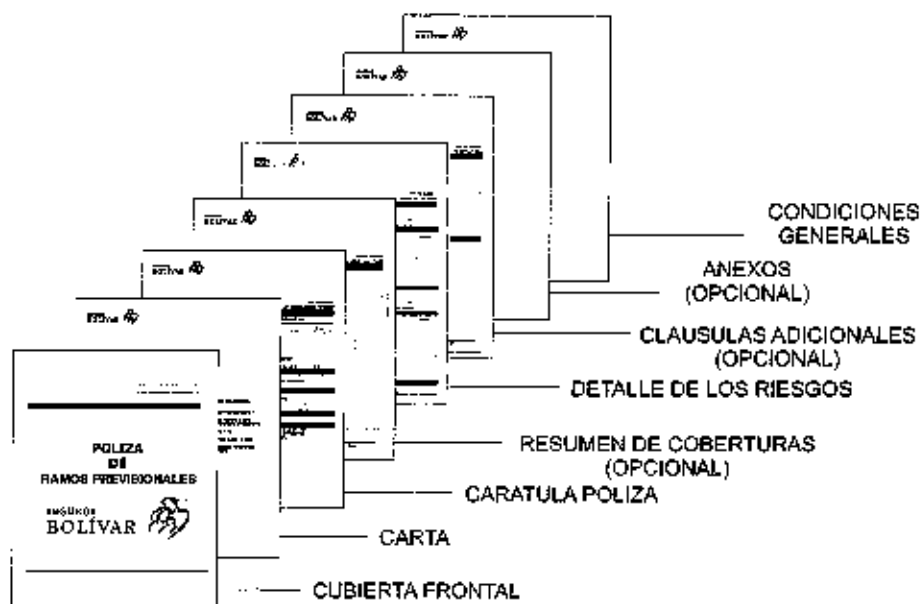 CONDICIONES
GENERALES
ANEXOS
(OPCIONAL)
CLAUSULAS ADICIONALES
(OPCIONAL)
DETALLE DE LOS RIESGOS
RESUMEN DE COBERTURAS
(OPCIONAL)
CARATULA POLIZA
CARTA
CUBIERTA FRONTAL
POLIZA
DE
RAMOS PREVISIONALES
SEGUROS
BOLÍVAR